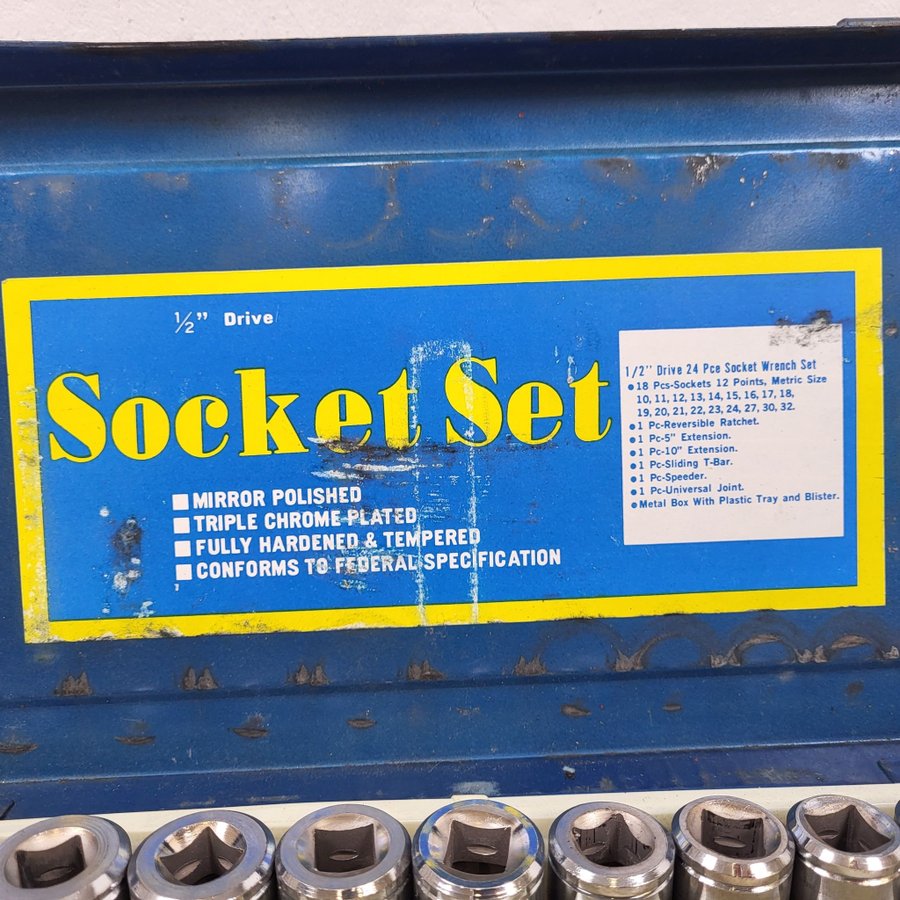 ½” Drive
Socket Set
MIRROR POLISHED
TRIPLE CHROME PLATED
FULLY HARDENED & TEMPERED
CONFORMS TO FEDERAL SPECIFICATION
1/2'' Drive 24 Pce Socket Wrench Set
●18 Pcs-Sockets 12 Points, Metric Size
10, 11, 12, 13, 14, 15, 16, 17, 18,
19, 20, 21, 22, 23, 24, 27, 30, 32.
●1 Pc-Reversible Ratchet.
●1 Pc-5" Extension.
●1 Pc-10" Extension.
●1 Pc-Sliding T-Bar.
●1 Pc-Speeder.
●1 Pc-Universal Joint.
●Metal Box With Plastic Tray and Blister.